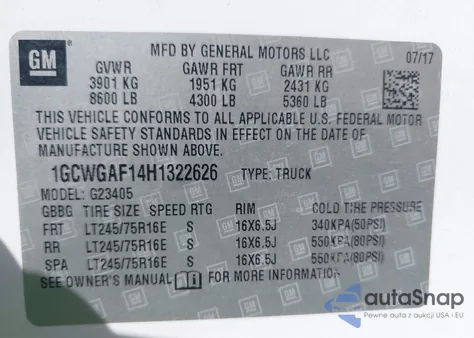 GM
MFD BY GENERAL MOTORS LLC 07/17
GVWR GAWR FRT GAWR RR
3901 KG 1951 KG 2431 KG
8600 LB 4300 LB 5360 LB
THIS VEHICLE CONFORMS TO ALL APPLICABLE U.S. FEDERAL MOTOR
VEHICLE SAFETY STANDARDS IN EFFECT ON THE DATE OF
MANUFACTURE SHOWN ABOVE.
1GCWGAF14H1322626 TYPE: TRUCK
MODEL: G23405
GBBG TIRE SIZE SPEED RTG RIM COLD TIRE PRESSURE
FRT LT245/75R16E S 16X6.5J 340KPA(50PSI)
RR LT245/75R16E S 16X6.5J 550KPA(80PSI)
SPA LT245/75R16E S 16X6.5J 550KPA(80PSI)
SEE OWNER'S MANUAL FOR MORE INFORMATION
autoSnap
Pewne auta z aukcji USA i EU